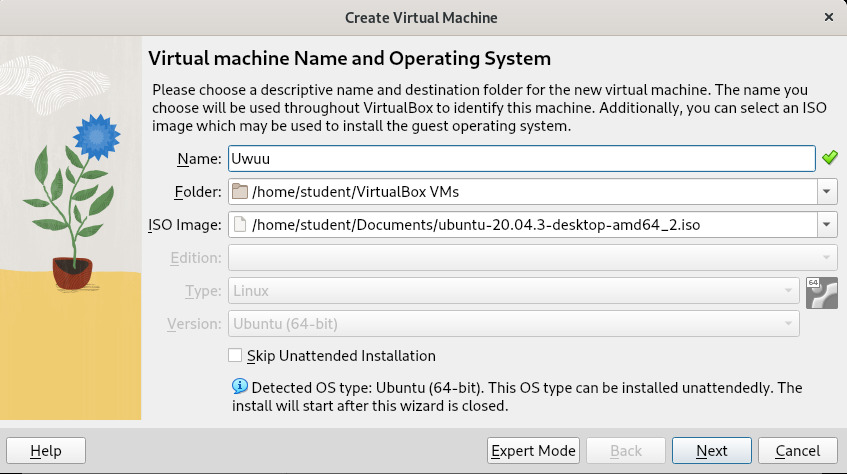 Create Virtual Machine
Virtual machine Name and Operating System
Please choose a descriptive name and destination folder for the new virtual machine. The name you
choose will be used throughout VirtualBox to identify this machine. Additionally, you can select an ISO
image which may be used to install the guest operating system.
Name: Uwuu
Folder: /home/student/VirtualBox VMs
ISO Image: /home/student/Documents/ubuntu-20.04.3-desktop-amd64_2.iso
Edition:
Type: Linux 64
Version: Ubuntu (64-bit)
Skip Unattended Installation
Detected OS type: Ubuntu (64-bit). This OS type can be installed unattendedly. The
install will start after this wizard is closed.
Help Expert Mode Back Next Cancel